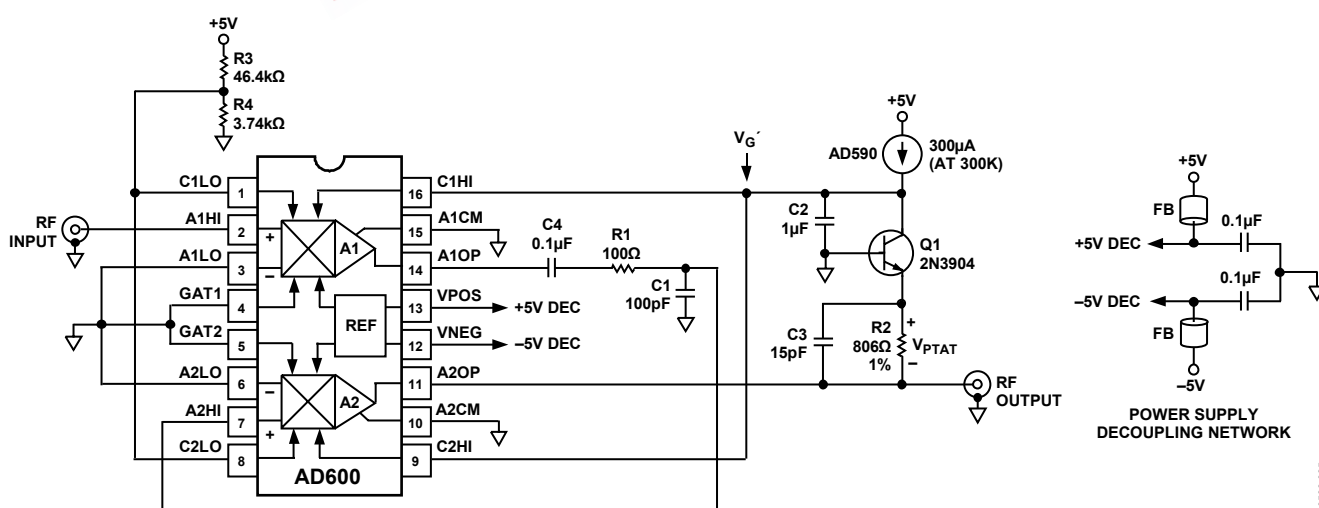 +5V
R3
46.4kΩ
R4
3.74kΩ
C1LO
1
A1HI
2
RF
INPUT
A1LO
3
GAT1
4
GAT2
5
A2LO
6
A2HI
7
C2LO
8
+
–
A1
REF
–
+
A2
AD600
16
C1HI
15
A1CM
14
A1OP
13
VPOS
+5V DEC
12
VNEG
–5V DEC
11
A2OP
10
A2CM
9
C2HI
C4
0.1µF
R1
100Ω
C1
100pF
VG´
+5V
AD590
300µA
(AT 300K)
C2
1µF
Q1
2N3904
C3
15pF
R2
806Ω
1%
+
VPTAT
–
RF
OUTPUT
+5V
FB
0.1µF
+5V DEC
0.1µF
–5V DEC
FB
–5V
POWER SUPPLY
DECOUPLING NETWORK